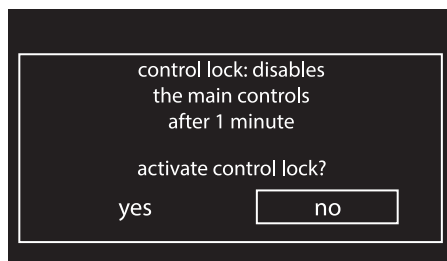 control lock: disables
the main controls
after 1 minute
activate control lock?
yes no